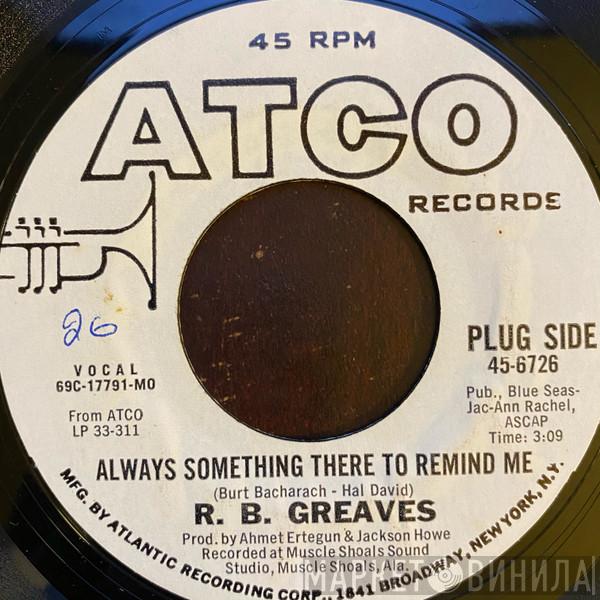 45 RPM
ATCO
RECORDS
26
VOCAL
69C-17791-MO
From ATCO
LP 33-311
PLUG SIDE
45-6726
Pub., Blue Seas-
Jac-Ann Rachel,
ASCAP
Time: 3:09
ALWAYS SOMETHING THERE TO REMIND ME
(Burt Bacharach - Hal David)
R. B. GREAVES
Prod. by Ahmet Ertegun & Jackson Howe
Recorded at Muscle Shoals Sound
Studio, Muscle Shoals, Ala.
MFG. BY ATLANTIC RECORDING CORP., 1841 BROADWAY, NEW YORK, N.Y.
МАРКЕТ ВИНИЛА